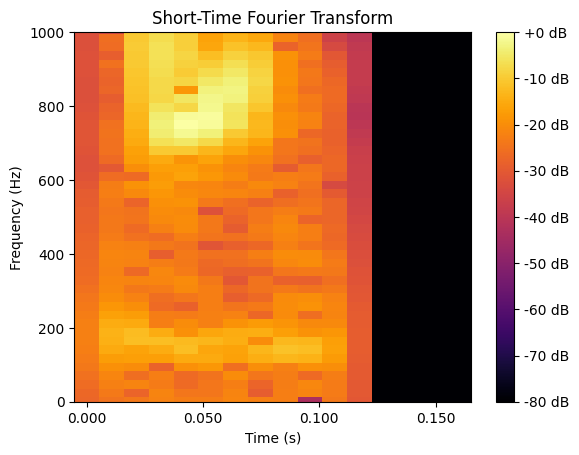 Short-Time Fourier Transform
1000
800
600
400
200
0
Frequency (Hz)
0.000
0.050
0.100
0.150
Time (s)
+0 dB
-10 dB
-20 dB
-30 dB
-40 dB
-50 dB
-60 dB
-70 dB
-80 dB